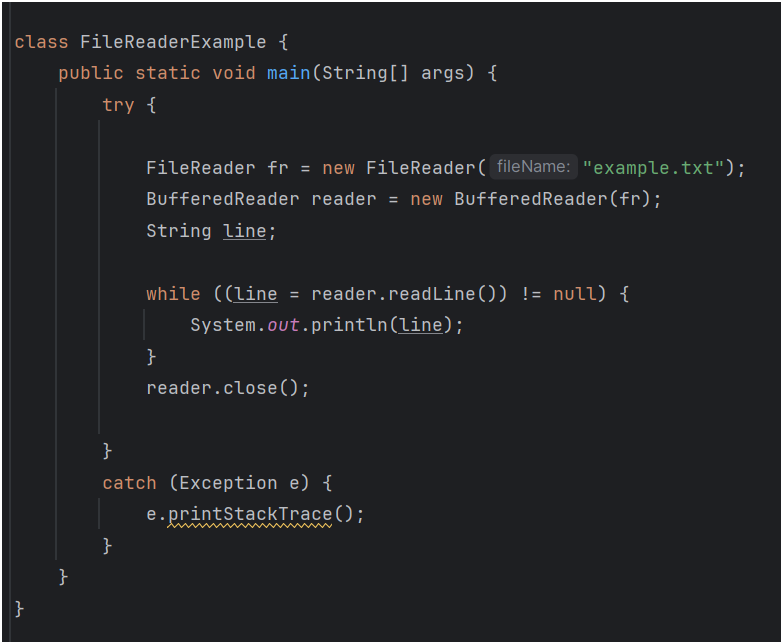 class FileReaderExample {
public static void main(String[] args) {
try {
FileReader fr = new FileReader( fileName: "example.txt");
BufferedReader reader = new BufferedReader(fr);
String line;
while ((line = reader.readLine()) != null) {
System.out.println(line);
}
reader.close();
}
catch (Exception e) {
e.printStackTrace();
}
}
}